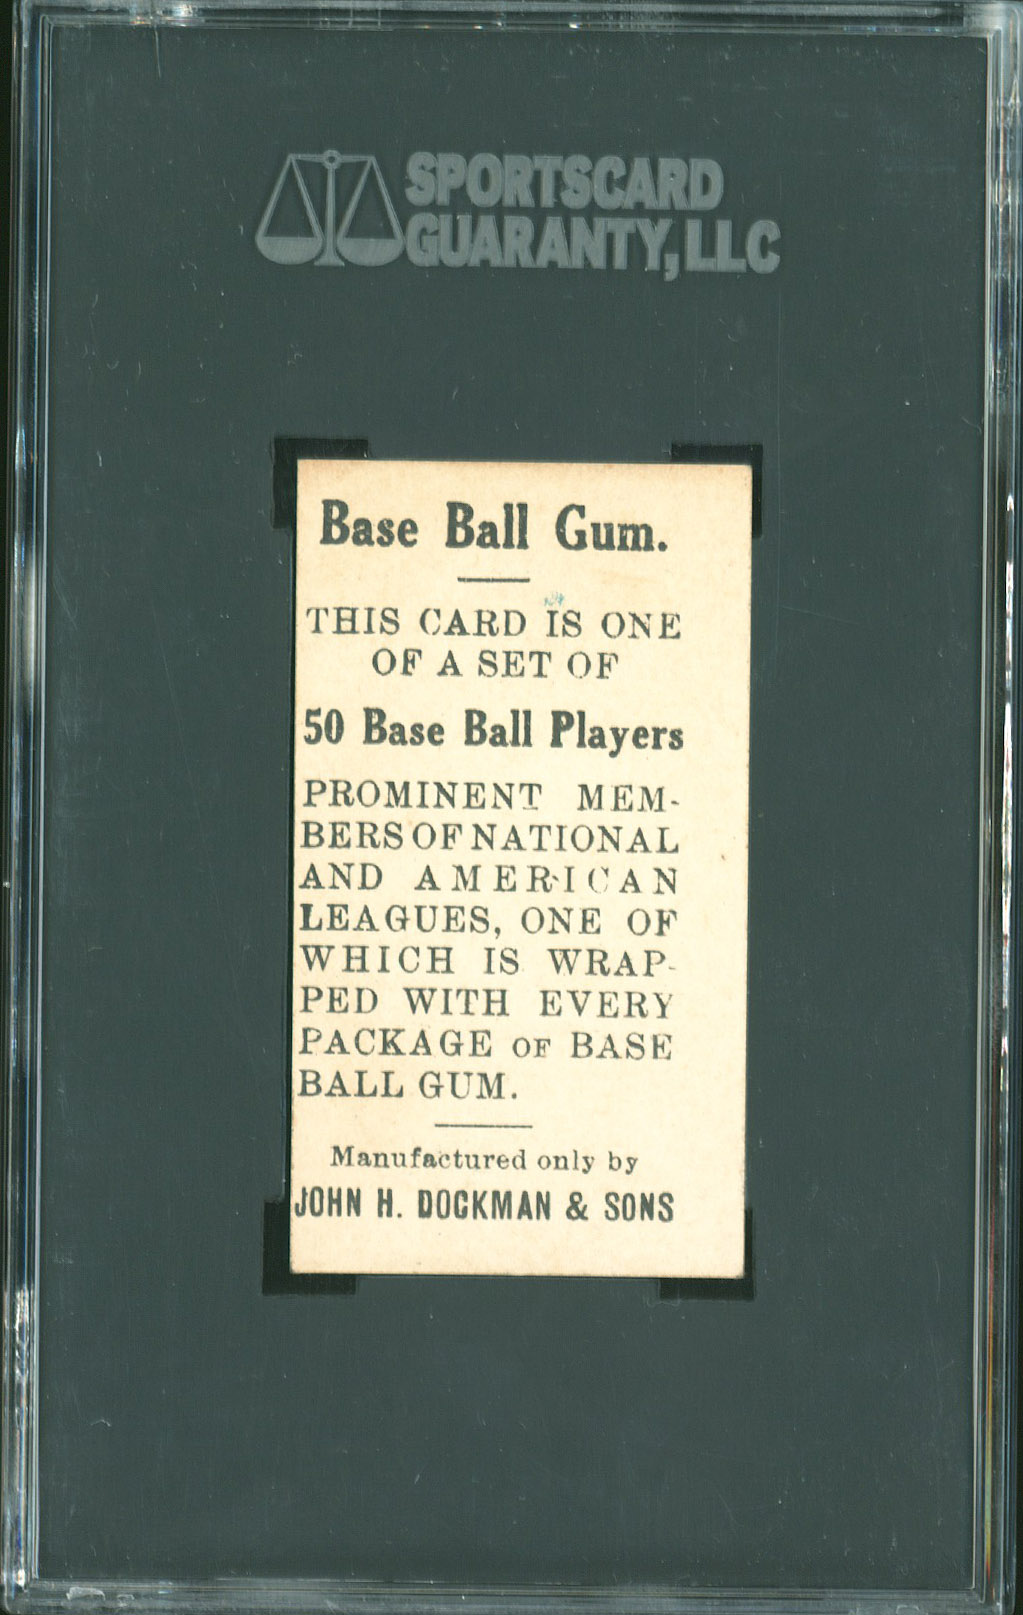 SPORTSCARD
GUARANTY, LLC
Base Ball Gum.
THIS CARD IS ONE
OF A SET OF
50 Base Ball Players
PROMINENT MEM-
BERS OF NATIONAL
AND AMERICAN
LEAGUES, ONE OF
WHICH IS WRAP-
PED WITH EVERY
PACKAGE OF BASE
BALL GUM.
Manufactured only by
JOHN H. DOCKMAN & SONS